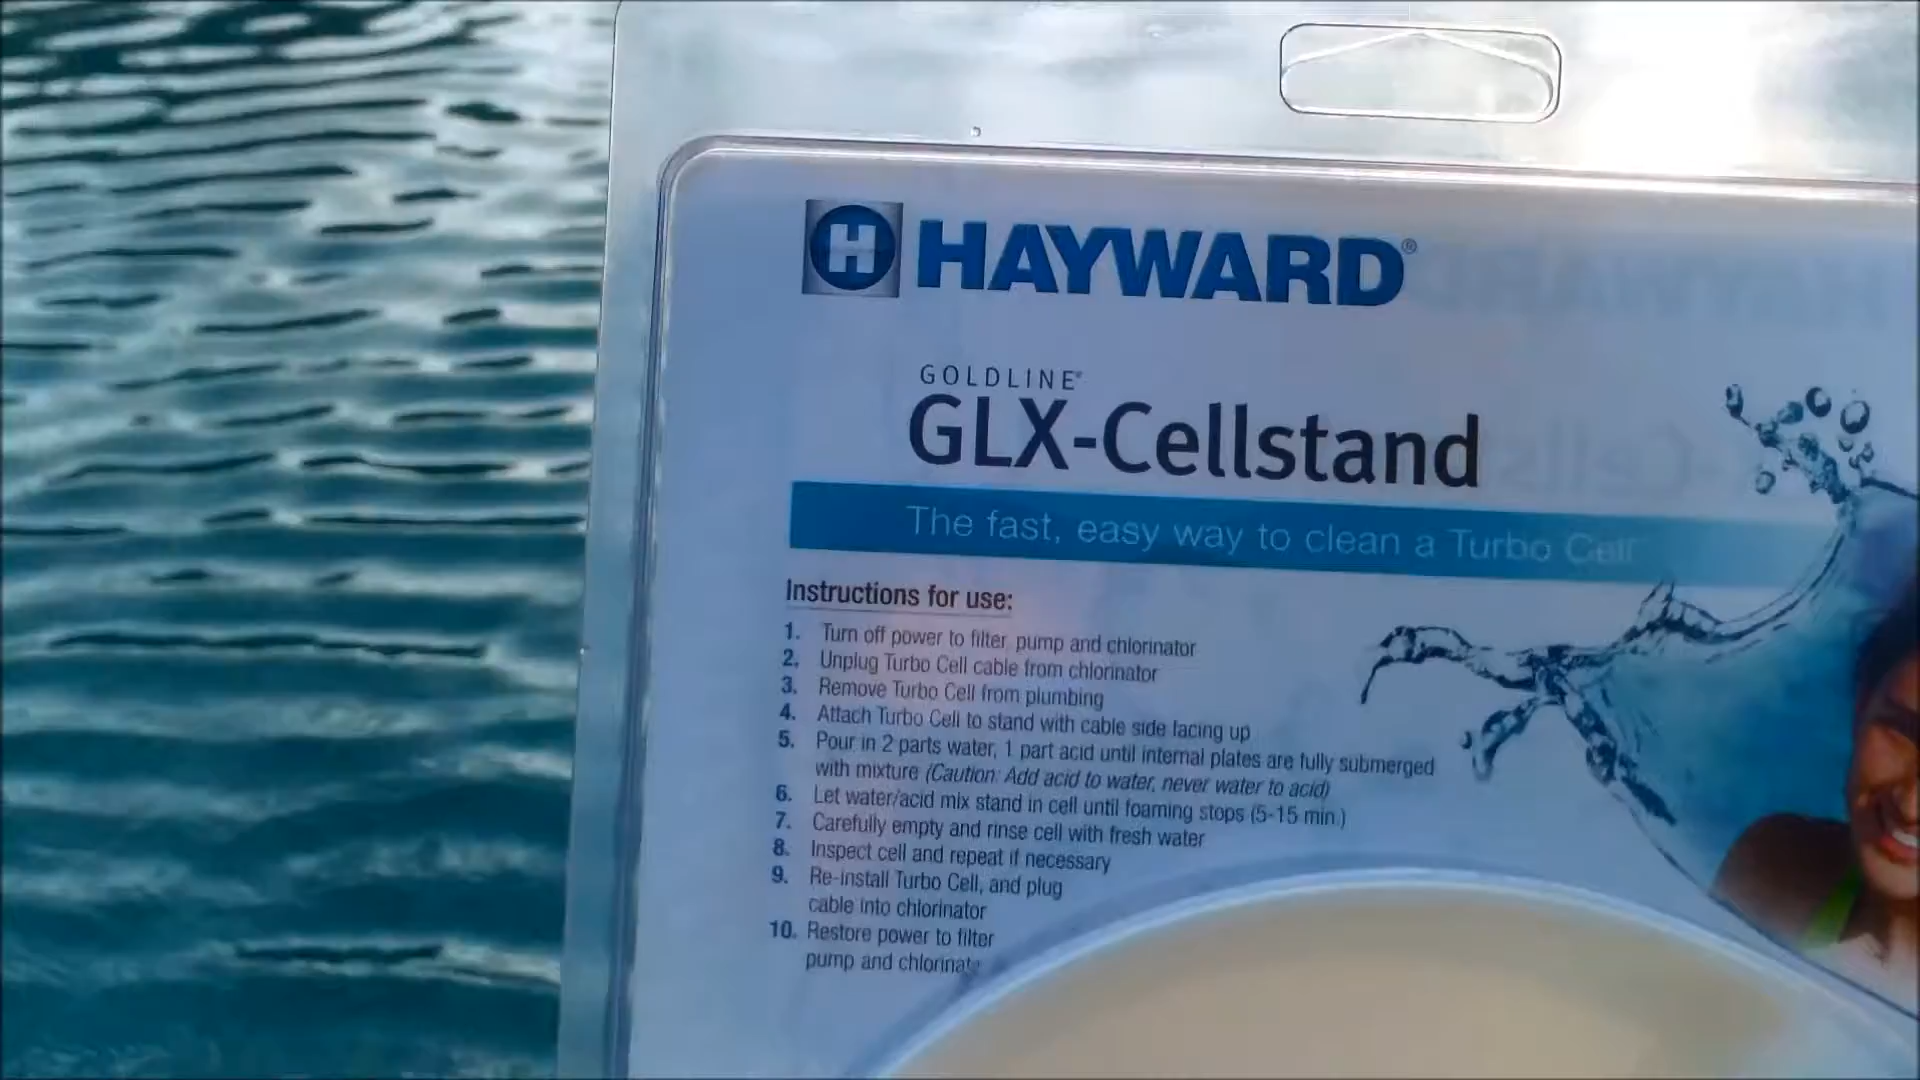 H HAYWARD®
GOLDLINE®
GLX-Cellstand
The fast, easy way to clean a Turbo Cell
Instructions for use:
1. Turn off power to filter, pump and chlorinator
2. Unplug Turbo Cell cable from chlorinator
3. Remove Turbo Cell from plumbing
4. Attach Turbo Cell to stand with cable side facing up
5. Pour in 2 parts water, 1 part acid until internal plates are fully submerged
with mixture (Caution: Add acid to water, never water to acid)
6. Let water/acid mix stand in cell until foaming stops (5-15 min.)
7. Carefully empty and rinse cell with fresh water
8. Inspect cell and repeat if necessary
9. Re-install Turbo Cell, and plug
cable into chlorinator
10. Restore power to filter
pump and chlorinato